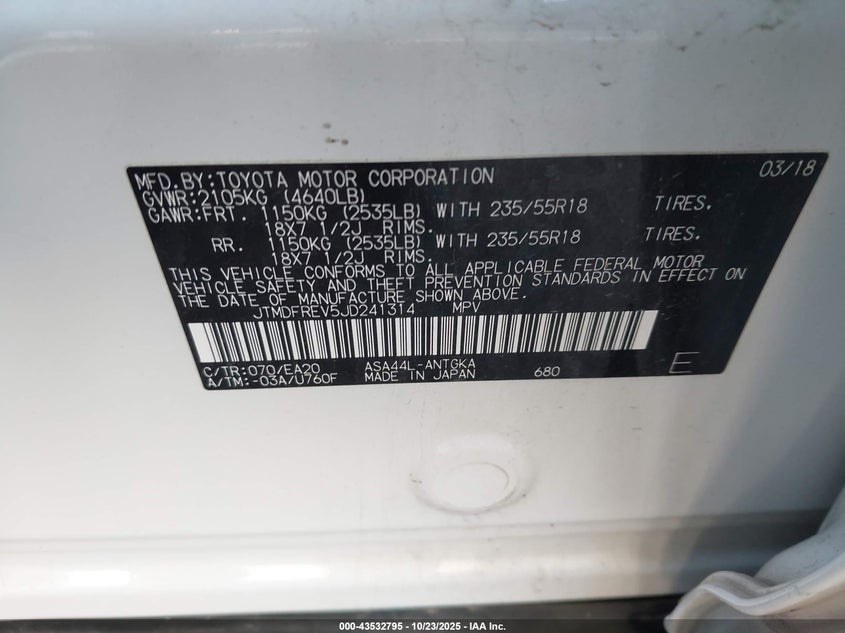 MFD.BY:TOYOTA MOTOR CORPORATION 03/18
GVWR:2105KG (4640LB)
GAWR:FRT. 1150KG (2535LB) WITH 235/55R18 TIRES.
18X7 1/2J RIMS.
RR. 1150KG (2535LB) WITH 235/55R18 TIRES.
18X7 1/2J RIMS.
THIS VEHICLE CONFORMS TO ALL APPLICABLE FEDERAL MOTOR
VEHICLE SAFETY AND THEFT PREVENTION STANDARDS IN EFFECT ON
THE DATE OF MANUFACTURE SHOWN ABOVE.
JTMDFREV5JD241314 MPV
C/TR:070/EA20 ASA44L-ANTGKA 680 E
A/TM:-03A/U760F MADE IN JAPAN
000-43532795 - 10/23/2025 - IAA Inc.